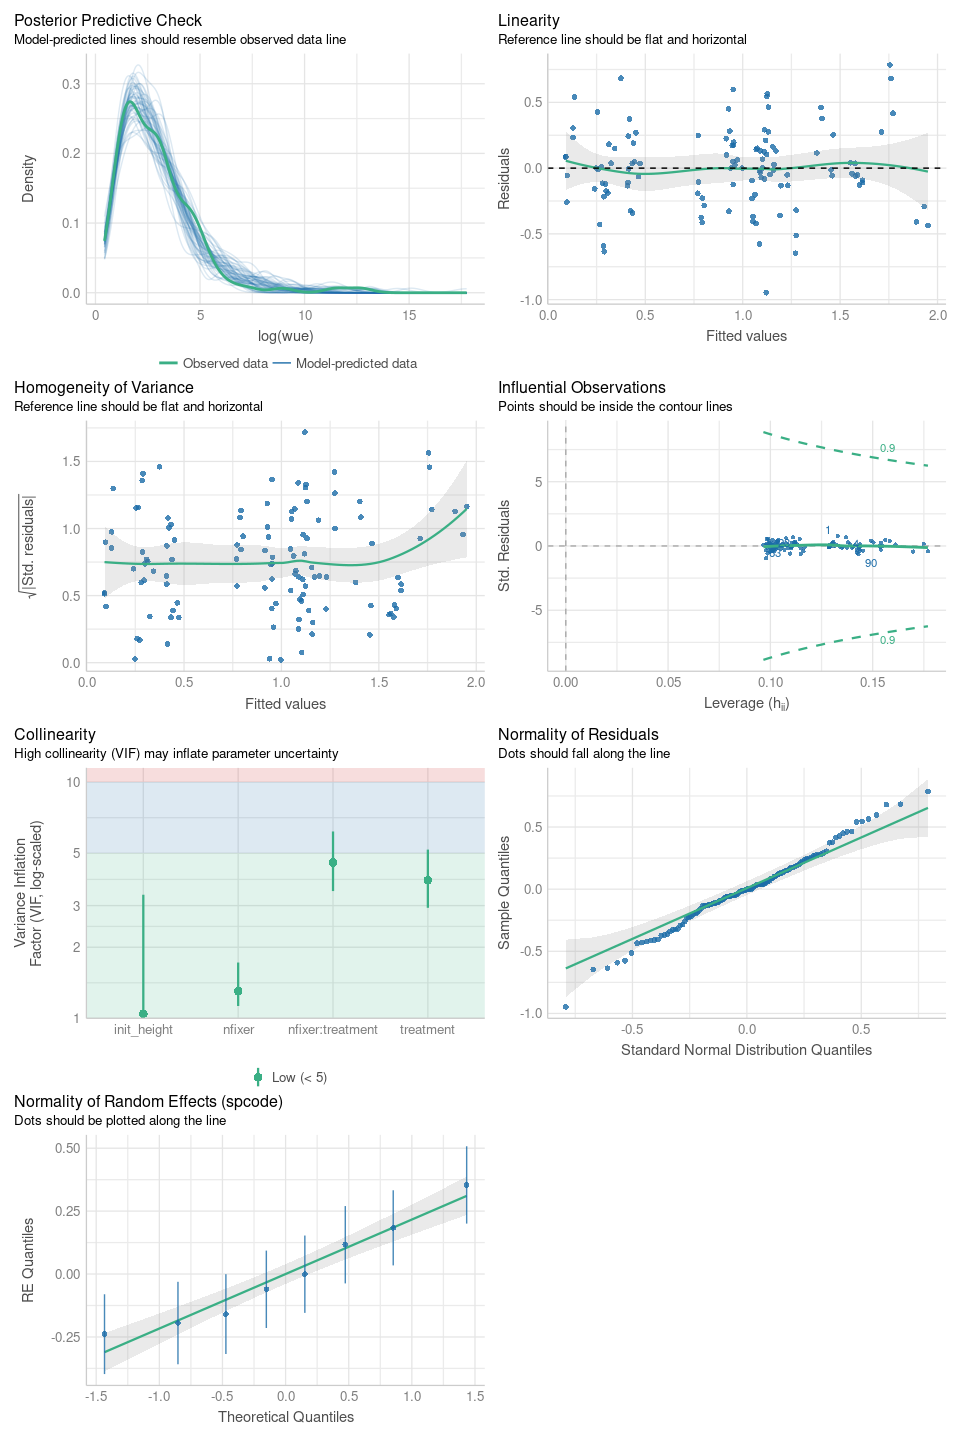 Posterior Predictive Check
Model-predicted lines should resemble observed data line
Density
0.3
0.2
0.1
0.0
0
5
10
15
log(wue)
Observed data
Model-predicted data
Linearity
Reference line should be flat and horizontal
Residuals
0.5
0.0
-0.5
-1.0
0.0
0.5
1.0
1.5
2.0
Fitted values
Homogeneity of Variance
Reference line should be flat and horizontal
√|Std. residuals|
1.5
1.0
0.5
0.0
0.0
0.5
1.0
1.5
2.0
Fitted values
Influential Observations
Points should be inside the contour lines
Std. Residuals
5
0
-5
0.9
1
90
0.9
0.00
0.05
0.10
0.15
Leverage (hii)
Collinearity
High collinearity (VIF) may inflate parameter uncertainty
Variance Inflation
Factor (VIF, log-scaled)
10
5
3
2
1
init_height
nfixer
nfixer:treatment
treatment
Low (< 5)
Normality of Residuals
Dots should fall along the line
Sample Quantiles
0.5
0.0
-0.5
-1.0
-0.5
0.0
0.5
Standard Normal Distribution Quantiles
Normality of Random Effects (spcode)
Dots should be plotted along the line
RE Quantiles
0.50
0.25
0.00
-0.25
-1.5
-1.0
-0.5
0.0
0.5
1.0
1.5
Theoretical Quantiles